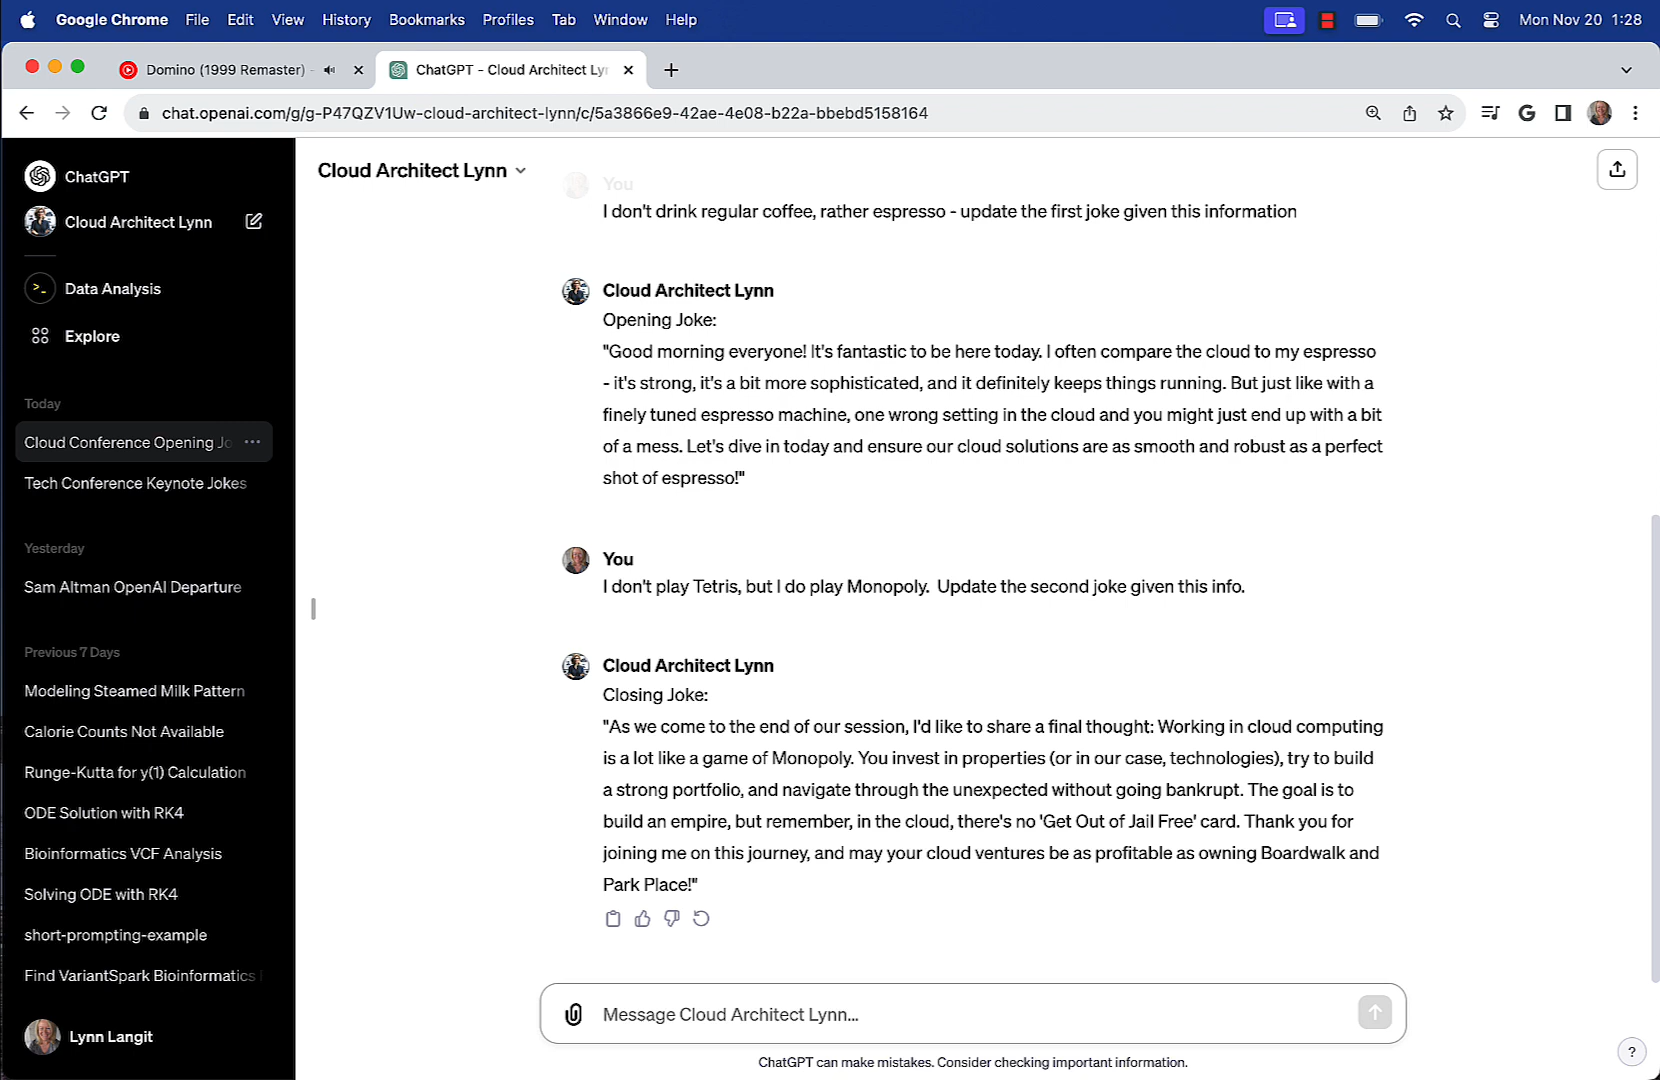 Google Chrome File Edit View History Bookmarks Profiles Tab Window Help Mon Nov 20 1:28
Domino (1999 Remaster) - ChatGPT - Cloud Architect Lyn
chat.openai.com/g/g-P47QZV1Uw-cloud-architect-lynn/c/5a3866e9-42ae-4e08-b22a-bbebd5158164
ChatGPT
Cloud Architect Lynn
Data Analysis
Explore
Today
Cloud Conference Opening Jo
Tech Conference Keynote Jokes
Yesterday
Sam Altman OpenAI Departure
Previous 7 Days
Modeling Steamed Milk Pattern
Calorie Counts Not Available
Runge-Kutta for y(1) Calculation
ODE Solution with RK4
Bioinformatics VCF Analysis
Solving ODE with RK4
short-prompting-example
Find VariantSpark Bioinformatics
Lynn Langit
Cloud Architect Lynn
You
I don't drink regular coffee, rather espresso - update the first joke given this information
Cloud Architect Lynn
Opening Joke:
"Good morning everyone! It's fantastic to be here today. I often compare the cloud to my espresso
- it's strong, it's a bit more sophisticated, and it definitely keeps things running. But just like with a
finely tuned espresso machine, one wrong setting in the cloud and you might just end up with a bit
of a mess. Let's dive in today and ensure our cloud solutions are as smooth and robust as a perfect
shot of espresso!"
You
I don't play Tetris, but I do play Monopoly.  Update the second joke given this info.
Cloud Architect Lynn
Closing Joke:
"As we come to the end of our session, I'd like to share a final thought: Working in cloud computing
is a lot like a game of Monopoly. You invest in properties (or in our case, technologies), try to build
a strong portfolio, and navigate through the unexpected without going bankrupt. The goal is to
build an empire, but remember, in the cloud, there's no 'Get Out of Jail Free' card. Thank you for
joining me on this journey, and may your cloud ventures be as profitable as owning Boardwalk and
Park Place!"
Message Cloud Architect Lynn...
ChatGPT can make mistakes. Consider checking important information.
?